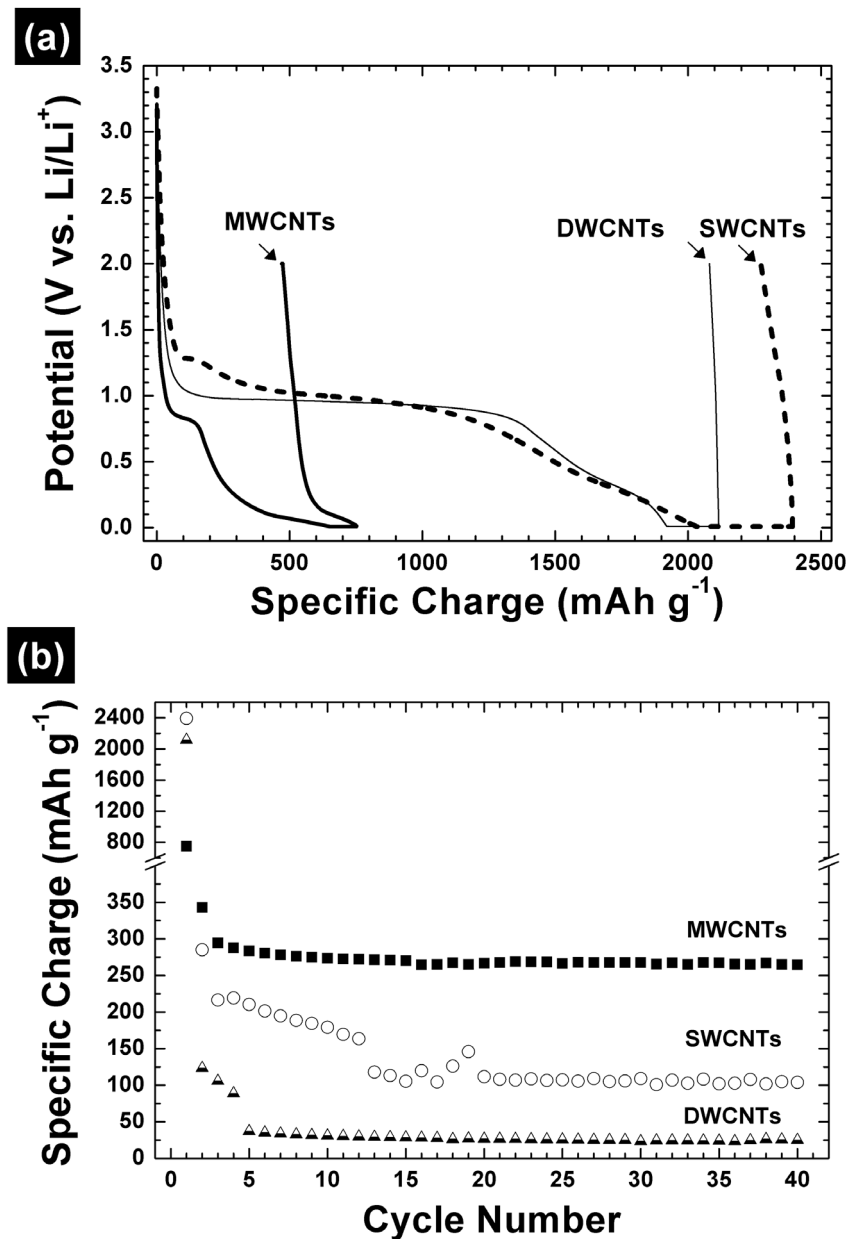 (a)
Potential (V vs. Li/Li⁺)
3.5
3.0
2.5
2.0
1.5
1.0
0.5
0.0
MWCNTs
DWCNTs
SWCNTs
0 500 1000 1500 2000 2500
Specific Charge (mAh g⁻¹)
(b)
Specific Charge (mAh g⁻¹)
2400
2000
1600
1200
800
350
300
250
200
150
100
50
0
MWCNTs
SWCNTs
DWCNTs
0 5 10 15 20 25 30 35 40
Cycle Number